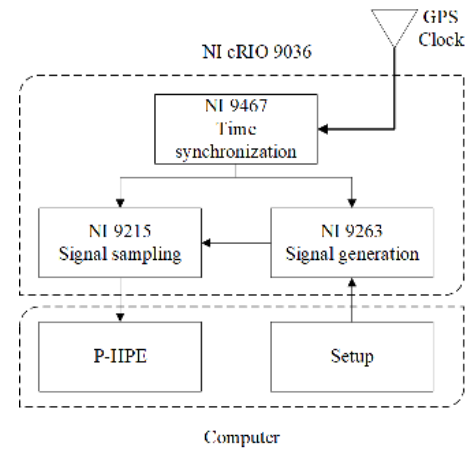 GPS
Clock
NI cRIO 9036
NI 9467
Time
synchronization
NI 9215
Signal sampling
NI 9263
Signal generation
P-IIPE
Setup
Computer